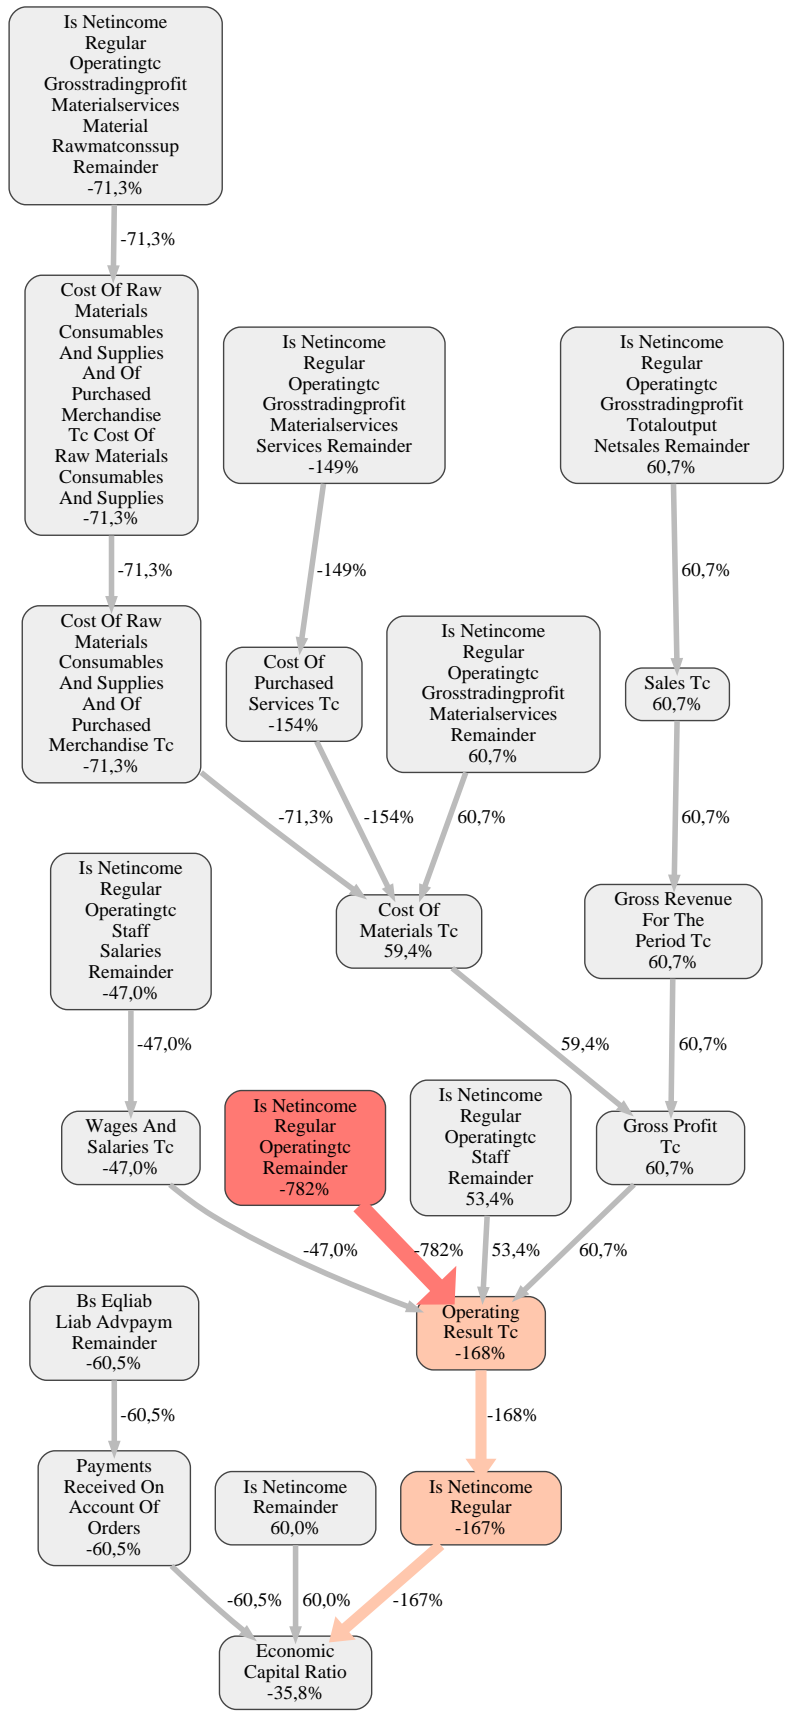 Is Netincome
Regular
Operatingtc
Grosstradingprofit
Materialservices
Material
Rawmatconssup
Remainder
-71,3%
-71,3%
Cost Of Raw
Materials
Consumables
And Supplies
And Of
Purchased
Merchandise
Tc Cost Of
Raw Materials
Consumables
And Supplies
-71,3%
Is Netincome
Regular
Operatingtc
Grosstradingprofit
Materialservices
Services Remainder
-149%
Is Netincome
Regular
Operatingtc
Grosstradingprofit
Totaloutput
Netsales Remainder
60,7%
-71,3%
-149%
60,7%
Cost Of Raw
Materials
Consumables
And Supplies
And Of
Purchased
Merchandise Tc
-71,3%
Cost Of
Purchased
Services Tc
-154%
Is Netincome
Regular
Operatingtc
Grosstradingprofit
Materialservices
Remainder
60,7%
Sales Tc
60,7%
-71,3%
-154%
60,7%
60,7%
Is Netincome
Regular
Operatingtc
Staff
Salaries
Remainder
-47,0%
Cost Of
Materials Tc
59,4%
Gross Revenue
For The
Period Tc
60,7%
-47,0%
59,4%
60,7%
Wages And
Salaries Tc
-47,0%
Is Netincome
Regular
Operatingtc
Remainder
-782%
Is Netincome
Regular
Operatingtc
Staff
Remainder
53,4%
Gross Profit
Tc
60,7%
-47,0%
-782%
53,4%
60,7%
Bs Eqliab
Liab Advpaym
Remainder
-60,5%
Operating
Result Tc
-168%
-60,5%
-168%
Payments
Received On
Account Of
Orders
-60,5%
Is Netincome
Remainder
60,0%
Is Netincome
Regular
-167%
-60,5%
60,0%
-167%
Economic
Capital Ratio
-35,8%